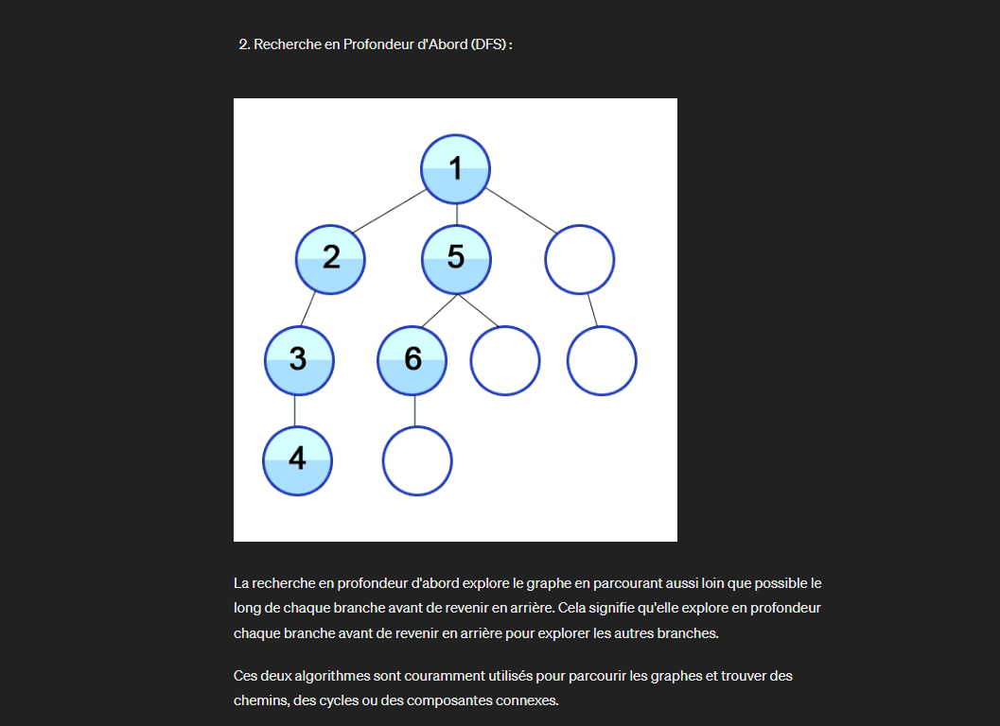 2. Recherche en Profondeur d'Abord (DFS) :
1
2
5
3
6
4
La recherche en profondeur d'abord explore le graphe en parcourant aussi loin que possible le
long de chaque branche avant de revenir en arrière. Cela signifie qu'elle explore en profondeur
chaque branche avant de revenir en arrière pour explorer les autres branches.
Ces deux algorithmes sont couramment utilisés pour parcourir les graphes et trouver des
chemins, des cycles ou des composantes connexes.